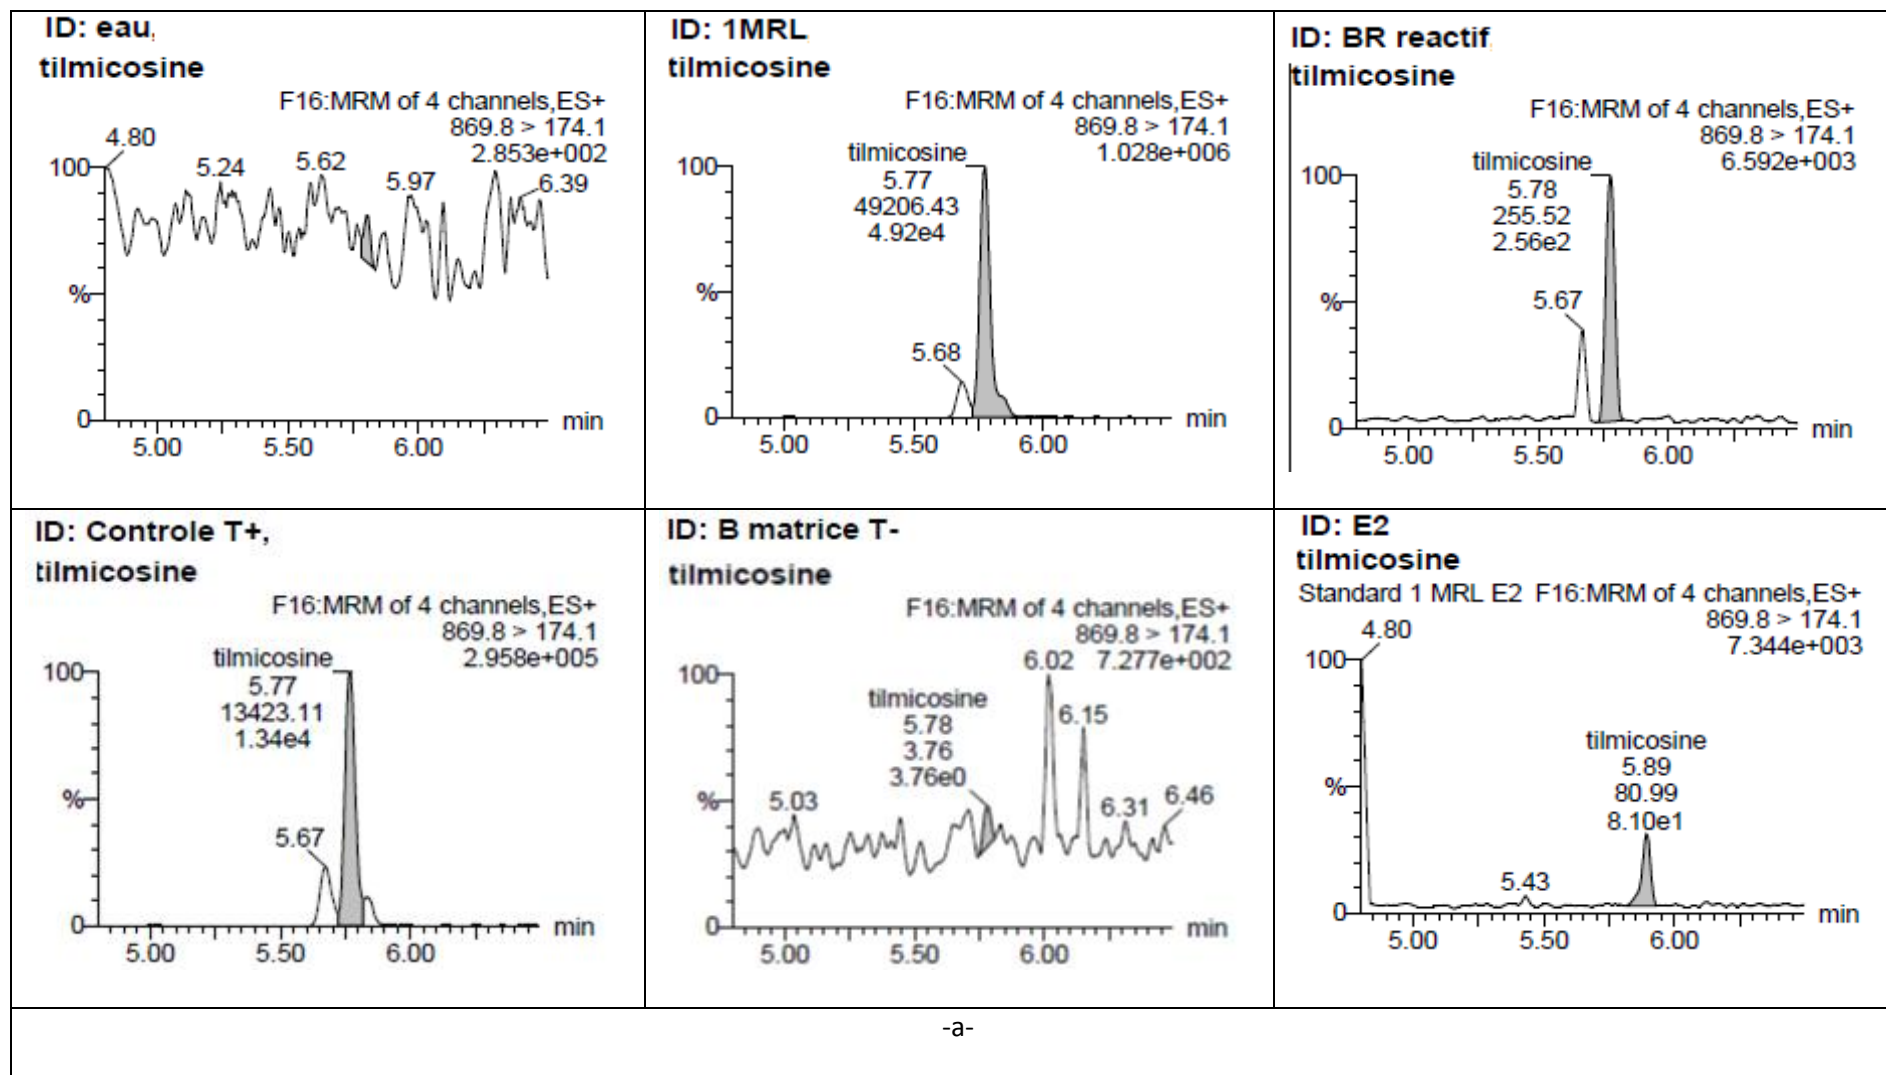 ID: eau,
tilmicosine
F16:MRM of 4 channels,ES+
869.8 > 174.1
2.853e+002
4.80
5.24
5.62
5.97
6.39
100
%
0
5.00
5.50
6.00
min
ID: 1MRL
tilmicosine
F16:MRM of 4 channels,ES+
869.8 > 174.1
1.028e+006
tilmicosine
5.77
49206.43
4.92e4
5.68
100
%
0
5.00
5.50
6.00
min
ID: BR reactif
tilmicosine
F16:MRM of 4 channels,ES+
869.8 > 174.1
6.592e+003
tilmicosine
5.78
255.52
2.56e2
5.67
100
%
0
5.00
5.50
6.00
min
ID: Controle T+,
tilmicosine
F16:MRM of 4 channels,ES+
869.8 > 174.1
2.958e+005
tilmicosine
5.77
13423.11
1.34e4
5.67
100
%
0
5.00
5.50
6.00
min
ID: B matrice T-
tilmicosine
F16:MRM of 4 channels,ES+
869.8 > 174.1
7.277e+002
6.02
tilmicosine
5.78
3.76
3.76e0
6.15
5.03
6.31
6.46
100
%
0
5.00
5.50
6.00
min
ID: E2
tilmicosine
Standard 1 MRL E2 F16:MRM of 4 channels,ES+
869.8 > 174.1
7.344e+003
4.80
tilmicosine
5.89
80.99
8.10e1
5.43
100
%
0
5.00
5.50
6.00
min
-a-